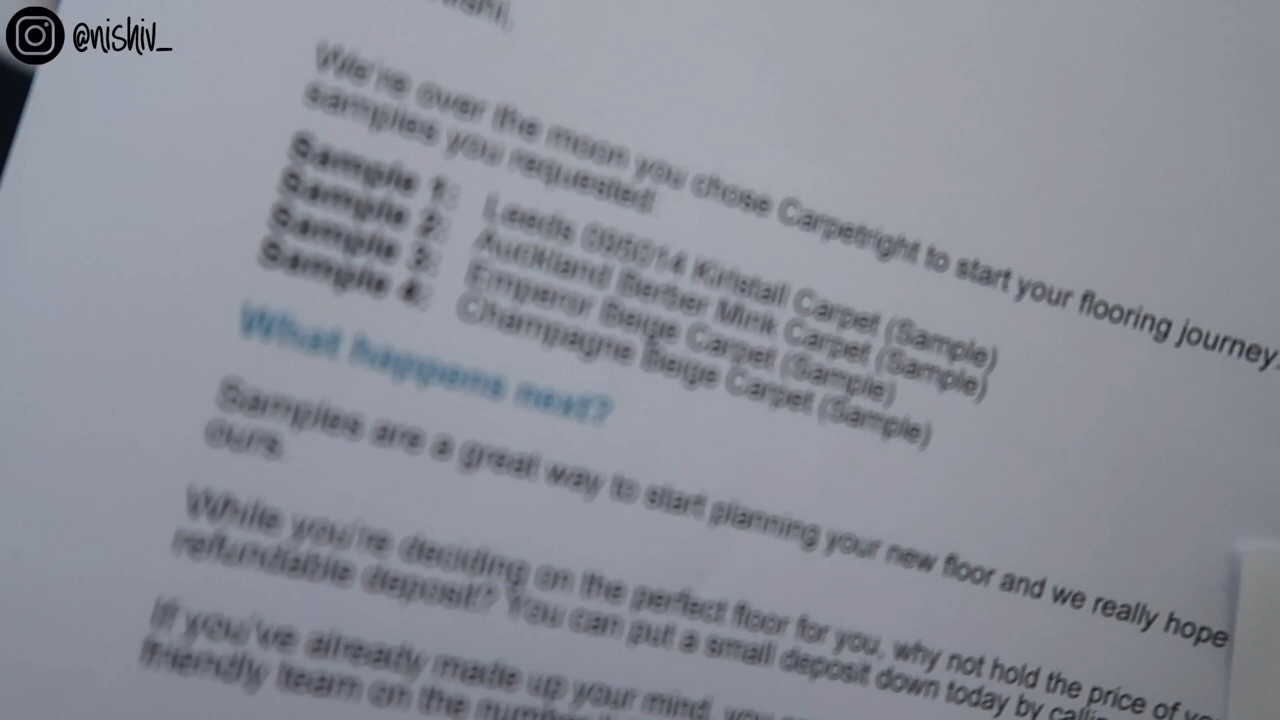 @nishiv_
We're over the moon you chose Carpetright to start your flooring journey.
samples you requested!
Sample 1: Leeds Kirstall Carpet (Sample)
Sample 2: Auckland Berber Mink Carpet (Sample)
Sample 3: Emperor Beige Carpet (Sample)
Sample 4: Champagne Beige Carpet (Sample)
What happens next?
Samples are a great way to start planning your new floor and we really hope
ours.
While you're deciding on the perfect floor for you, why not hold the price of
refundable deposit? You can put a small deposit down today by
If you've already made up your mind, you
friendly team on the number